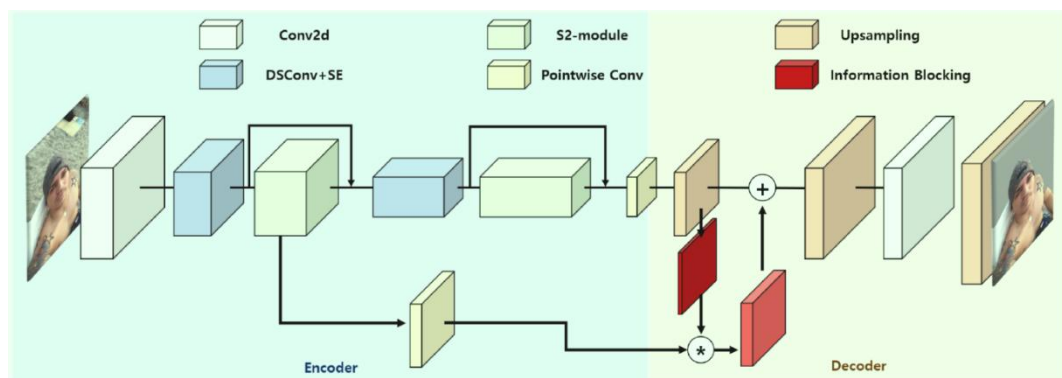 Conv2d
S2-module
Upsampling
DSConv+SE
Pointwise Conv
Information Blocking
+
*
Encoder
Decoder